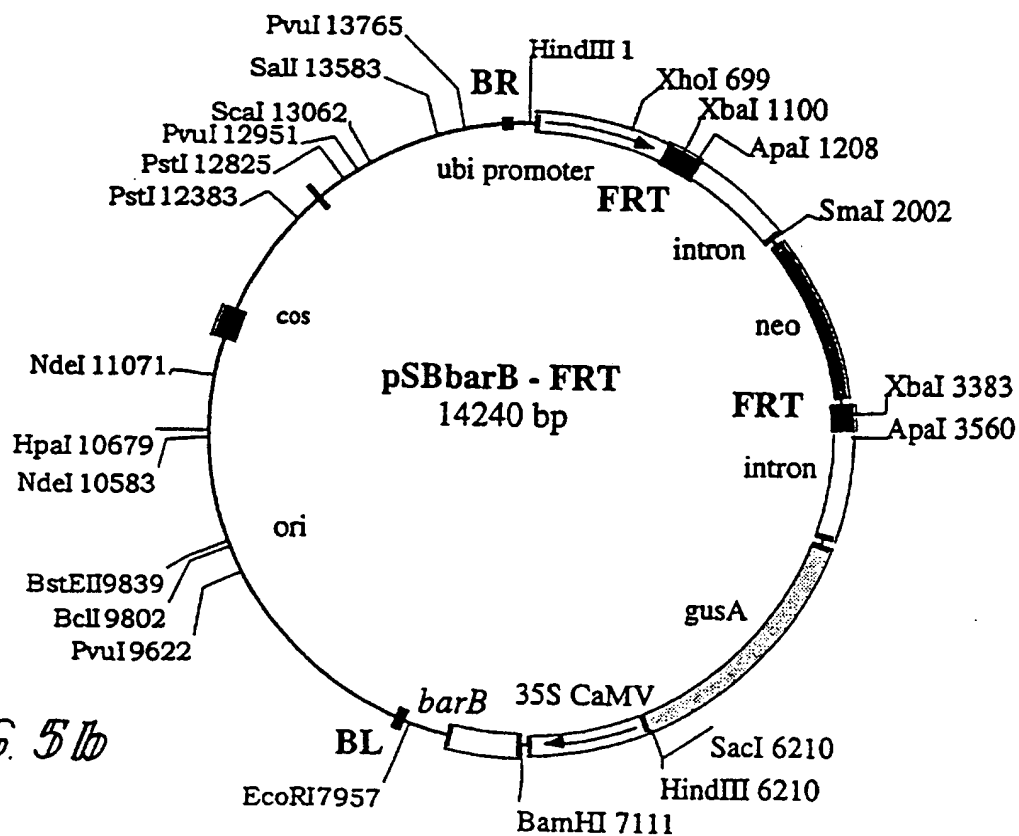 PvuI 13765
HindIII 1
SalI 13583
BR
XhoI 699
ScaI 13062
XbaI 1100
PvuI 12951
ApaI 1208
PstI 12825
ubi promoter
PstI 12383
FRT
SmaI 2002
intron
cos
neo
NdeI 11071
pSBbarB - FRT
14240 bp
FRT
XbaI 3383
ApaI 3560
HpaI 10679
intron
NdeI 10583
ori
BstEII 9839
BclI 9802
gusA
PvuI 9622
barB
35S CaMV
5b
BL
SacI 6210
EcoRI 7957
HindIII 6210
BamHI 7111